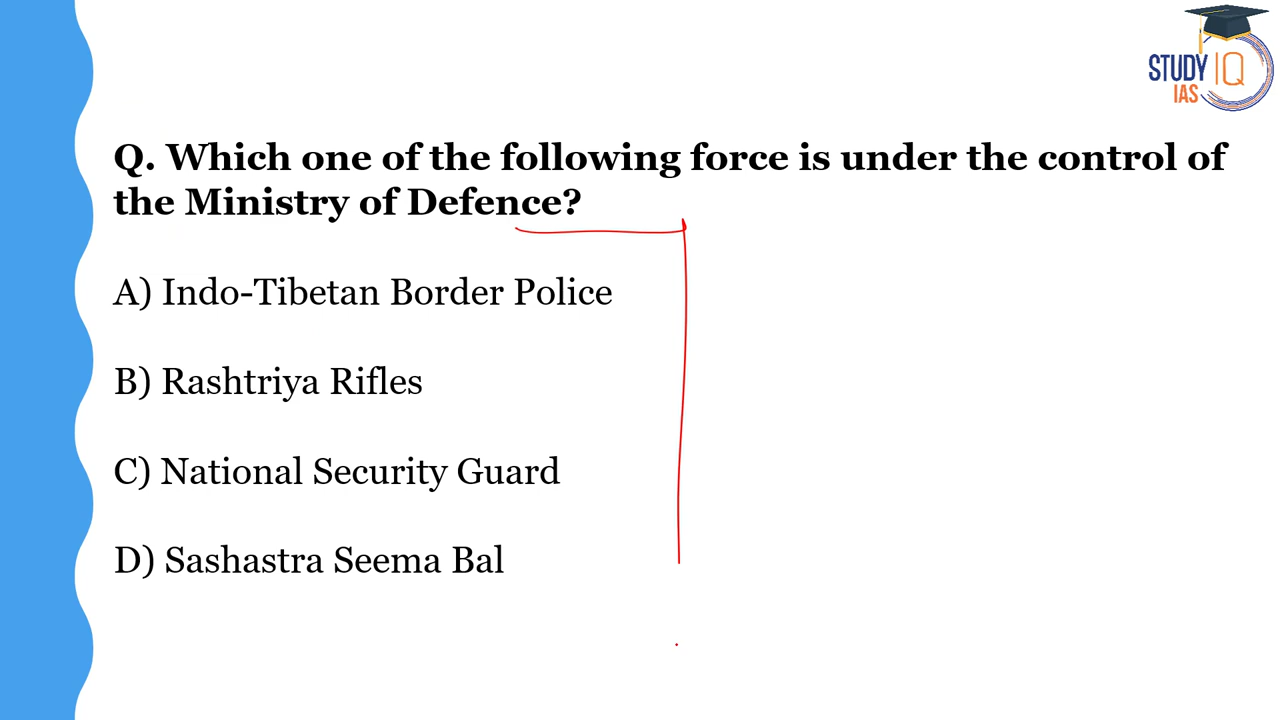 STUDY IQ
IAS
Q. Which one of the following force is under the control of
the Ministry of Defence?
A) Indo-Tibetan Border Police
B) Rashtriya Rifles
C) National Security Guard
D) Sashastra Seema Bal